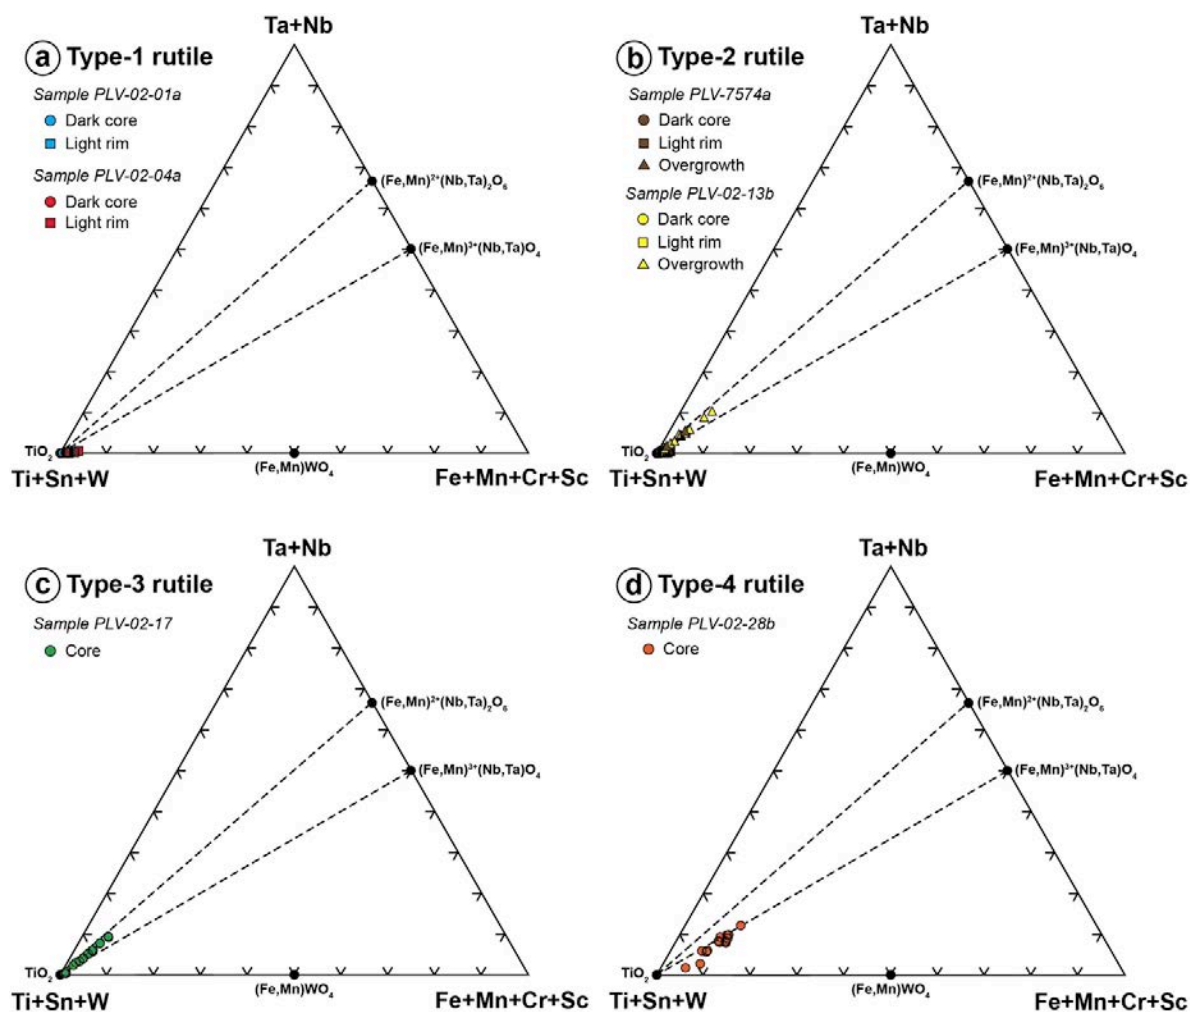 Ta+Nb
a Type-1 rutile
Sample PLV-02-01a
Dark core
Light rim
Sample PLV-02-04a
Dark core
Light rim
(Fe,Mn)²⁺(Nb,Ta)₂O₆
(Fe,Mn)³⁺(Nb,Ta)O₄
TiO₂
(Fe,Mn)WO₄
Ti+Sn+W
Fe+Mn+Cr+Sc
Ta+Nb
b Type-2 rutile
Sample PLV-7574a
Dark core
Light rim
Overgrowth
Sample PLV-02-13b
Dark core
Light rim
Overgrowth
(Fe,Mn)²⁺(Nb,Ta)₂O₆
(Fe,Mn)³⁺(Nb,Ta)O₄
TiO₂
(Fe,Mn)WO₄
Ti+Sn+W
Fe+Mn+Cr+Sc
Ta+Nb
c Type-3 rutile
Sample PLV-02-17
Core
(Fe,Mn)²⁺(Nb,Ta)₂O₆
(Fe,Mn)³⁺(Nb,Ta)O₄
TiO₂
(Fe,Mn)WO₄
Ti+Sn+W
Fe+Mn+Cr+Sc
Ta+Nb
d Type-4 rutile
Sample PLV-02-28b
Core
(Fe,Mn)²⁺(Nb,Ta)₂O₆
(Fe,Mn)³⁺(Nb,Ta)O₄
TiO₂
(Fe,Mn)WO₄
Ti+Sn+W
Fe+Mn+Cr+Sc